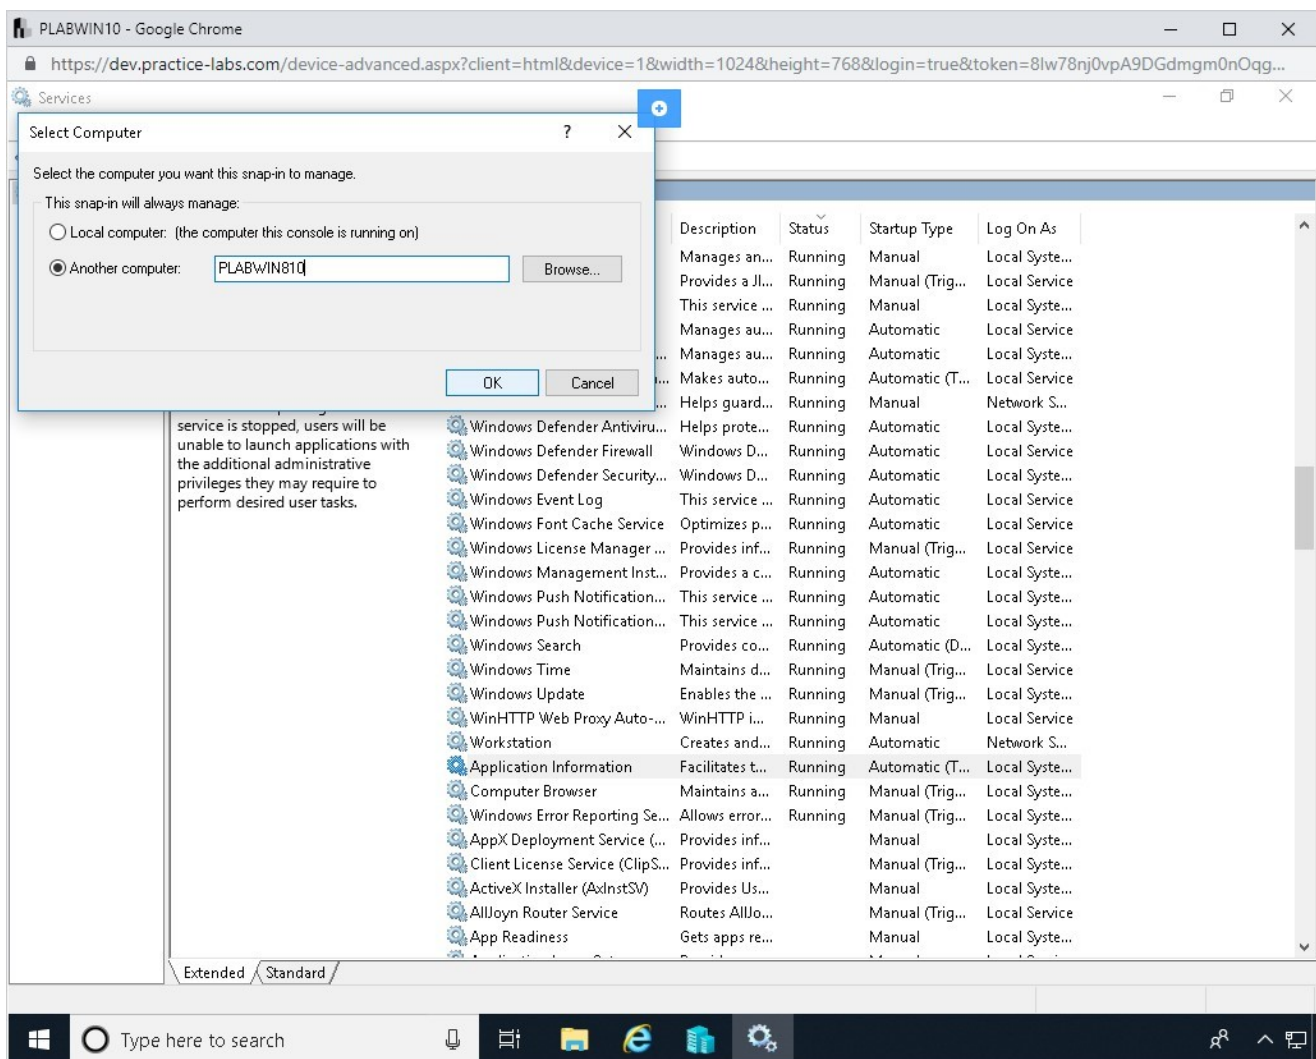 PLABWIN10 - Google Chrome
https://dev.practice-labs.com/device-advanced.aspx?client=html&device=1&width=1024&height=768&login=true&token=8lw78nj0vpA9DGdmgm0nOqg...
Services
Select Computer
?
Select the computer you want this snap-in to manage.
This snap-in will always manage:
Local computer: (the computer this console is running on)
Another computer: PLABWIN810 Browse...
OK Cancel
service is stopped, users will be
unable to launch applications with
the additional administrative
privileges they may require to
perform desired user tasks.
Description Status Startup Type Log On As
Manages an... Running Manual Local Syste...
Provides a Jl... Running Manual (Trig... Local Service
This service ... Running Manual Local Syste...
Manages au... Running Automatic Local Service
... Manages au... Running Automatic Local Syste...
... Makes auto... Running Automatic (T... Local Service
... Helps guard... Running Manual Network S...
Windows Defender Antiviru... Helps prote... Running Automatic Local Syste...
Windows Defender Firewall Windows D... Running Automatic Local Service
Windows Defender Security... Windows D... Running Automatic Local Syste...
Windows Event Log This service ... Running Automatic Local Service
Windows Font Cache Service Optimizes p... Running Automatic Local Service
Windows License Manager ... Provides inf... Running Manual (Trig... Local Service
Windows Management Inst... Provides a c... Running Automatic Local Syste...
Windows Push Notification... This service ... Running Automatic Local Syste...
Windows Push Notification... This service ... Running Automatic Local Syste...
Windows Search Provides co... Running Automatic (D... Local Syste...
Windows Time Maintains d... Running Manual (Trig... Local Service
Windows Update Enables the ... Running Manual (Trig... Local Syste...
WinHTTP Web Proxy Auto-... WinHTTP i... Running Manual Local Service
Workstation Creates and... Running Automatic Network S...
Application Information Facilitates t... Running Automatic (T... Local Syste...
Computer Browser Maintains a... Running Manual (Trig... Local Syste...
Windows Error Reporting Se... Allows error... Running Manual (Trig... Local Syste...
AppX Deployment Service (... Provides inf... Manual Local Syste...
Client License Service (ClipS... Provides inf... Manual (Trig... Local Syste...
ActiveX Installer (AxInstSV) Provides Us... Manual Local Syste...
AllJoyn Router Service Routes AllJo... Manual (Trig... Local Service
App Readiness Gets apps re... Manual Local Syste...
Extended Standard
Type here to search